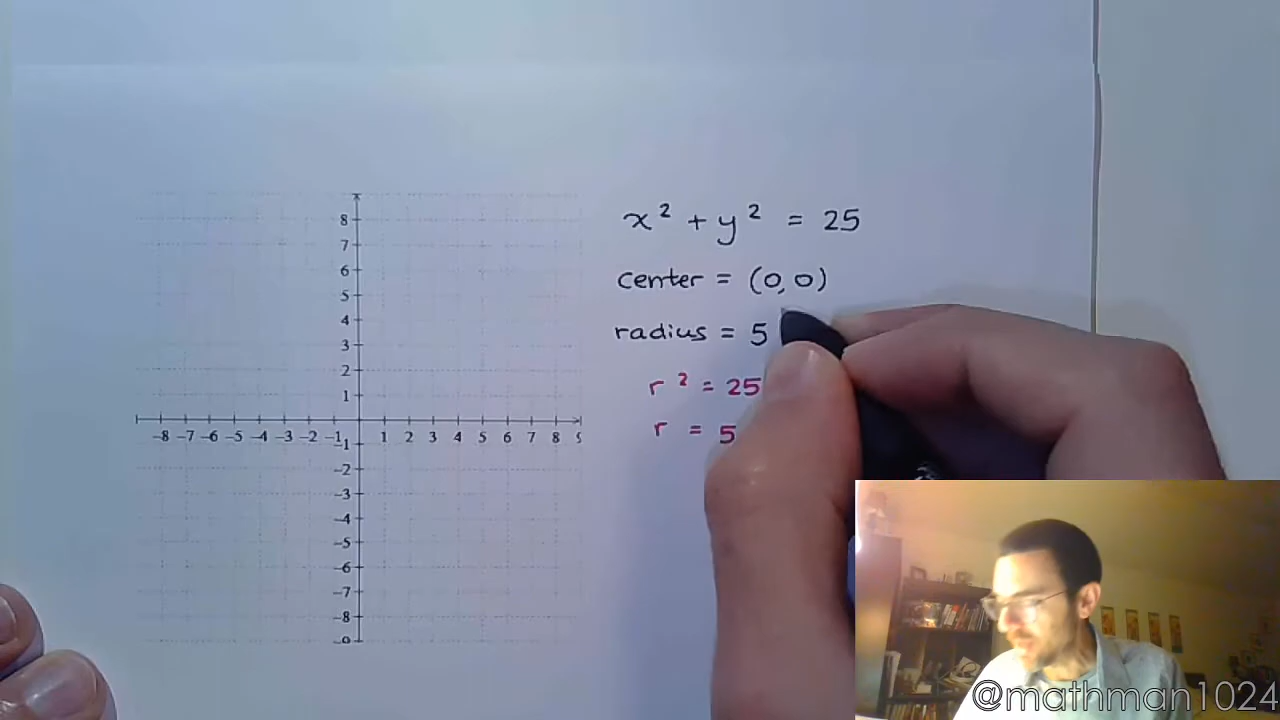 x² + y² = 25
center = (0,0)
radius = 5
r² = 25
r = 5
8
7
6
5
4
3
2
1
-8 -7 -6 -5 -4 -3 -2 -1 1 2 3 4 5 6 7 8
-1
-2
-3
-4
-5
-6
-7
-8
@mathman1024